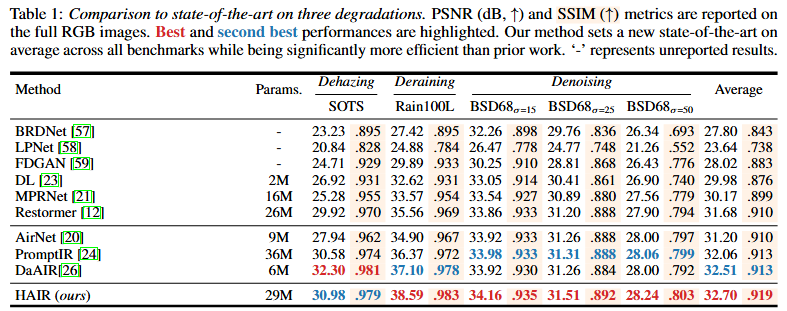 Table 1: Comparison to state-of-the-art on three degradations. PSNR (dB, ↑) and SSIM (↑) metrics are reported on
the full RGB images. Best and second best performances are highlighted. Our method sets a new state-of-the-art on
average across all benchmarks while being significantly more efficient than prior work. ‘-’ represents unreported results.
Method Params. Dehazing Deraining Denoising Average
SOTS Rain100L BSD68σ=15 BSD68σ=25 BSD68σ=50
BRDNet [57] - 23.23 .895 27.42 .895 32.26 .898 29.76 .836 26.34 .693 27.80 .843
LPNet [58] - 20.84 .828 24.88 .784 26.47 .778 24.77 .748 21.26 .552 23.64 .738
FDGAN [59] - 24.71 .929 29.89 .933 30.25 .910 28.81 .868 26.43 .776 28.02 .883
DL [23] 2M 26.92 .931 32.62 .931 33.05 .914 30.41 .861 26.90 .740 29.98 .876
MPRNet [21] 16M 25.28 .955 33.57 .954 33.54 .927 30.89 .880 27.56 .779 30.17 .899
Restormer [12] 26M 29.92 .970 35.56 .969 33.86 .933 31.20 .888 27.90 .794 31.68 .910
AirNet [20] 9M 27.94 .962 34.90 .967 33.92 .933 31.26 .888 28.00 .797 31.20 .910
PromptIR [24] 36M 30.58 .974 36.37 .972 33.98 .933 31.31 .888 28.06 .799 32.06 .913
DaAIR[26] 6M 32.30 .981 37.10 .978 33.92 .930 31.26 .884 28.00 .792 32.51 .913
HAIR (ours) 29M 30.98 .979 38.59 .983 34.16 .935 31.51 .892 28.24 .803 32.70 .919